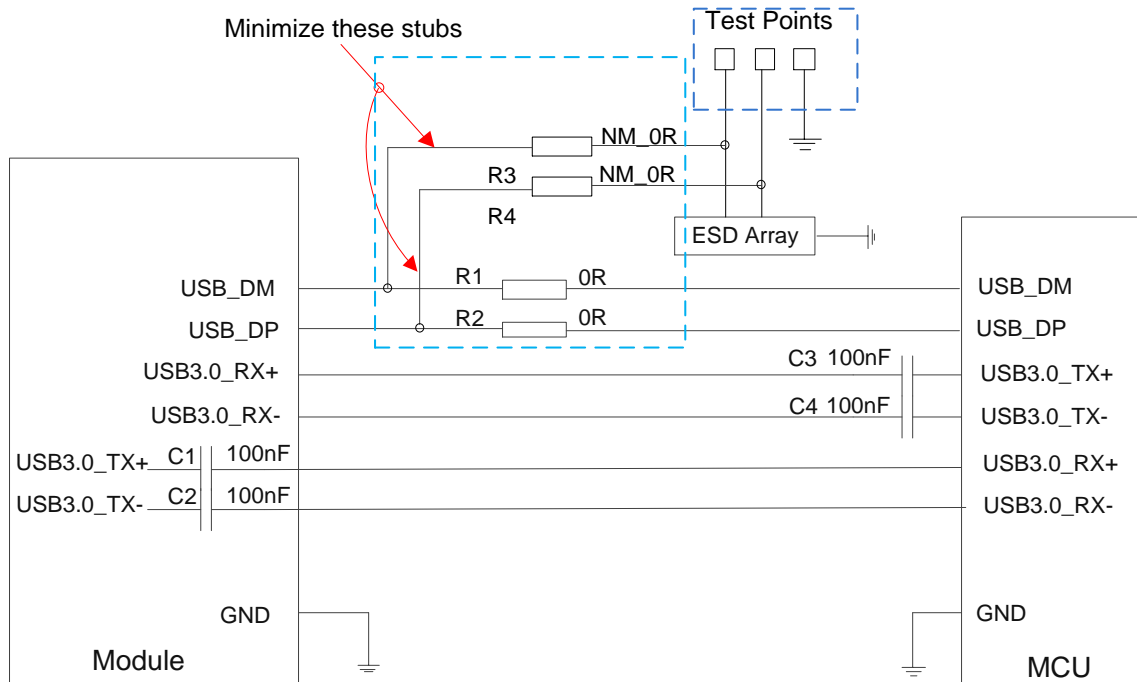 Minimize these stubs
Test Points
NM_0R
R3
NM_0R
R4
ESD Array
USB_DM
R1
0R
USB_DM
USB_DP
R2
0R
USB_DP
USB3.0_RX+
C3 100nF
USB3.0_TX+
USB3.0_RX-
C4 100nF
USB3.0_TX-
USB3.0_TX+
C1
100nF
USB3.0_RX+
USB3.0_TX-
C2
100nF
USB3.0_RX-
GND
GND
Module
MCU